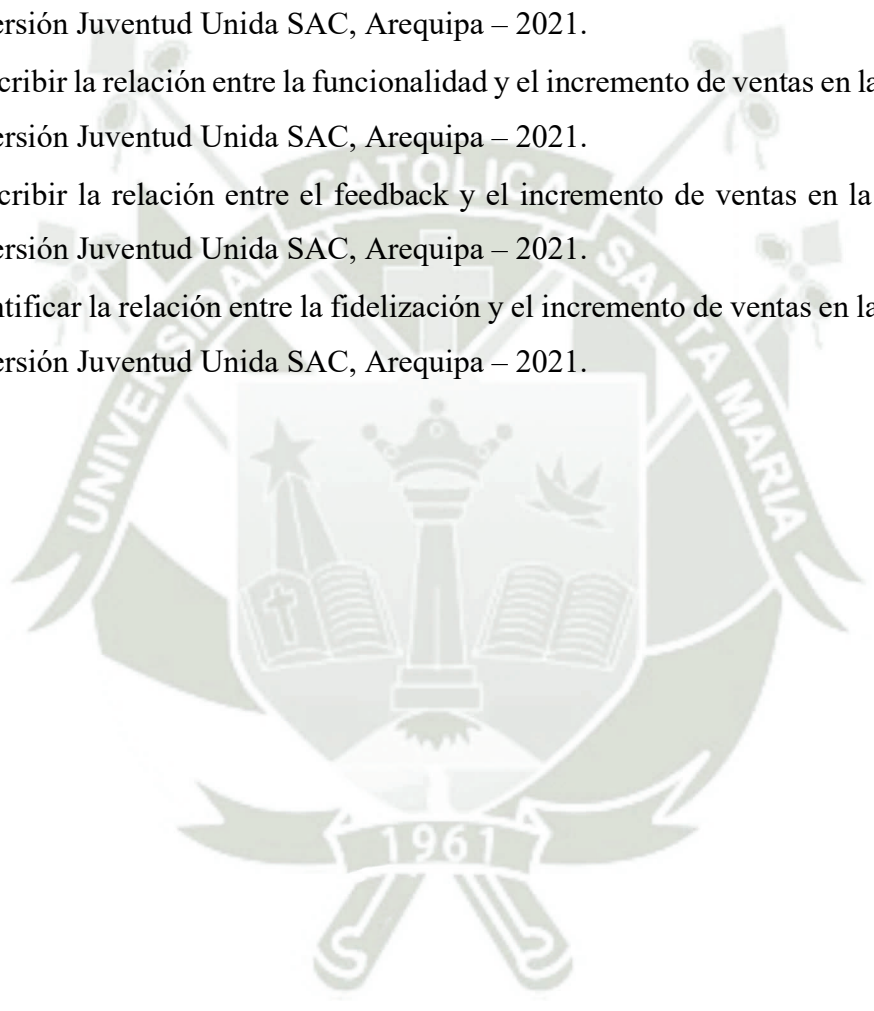 ersión Juventud Unida SAC, Arequipa – 2021.
cribir la relación entre la funcionalidad y el incremento de ventas en la
ersión Juventud Unida SAC, Arequipa – 2021.
cribir la relación entre el feedback y el incremento de ventas en la
ersión Juventud Unida SAC, Arequipa – 2021.
ntificar la relación entre la fidelización y el incremento de ventas en la
ersión Juventud Unida SAC, Arequipa – 2021.
UNIVERSIDAD CATOLICA SANTA MARIA
1961